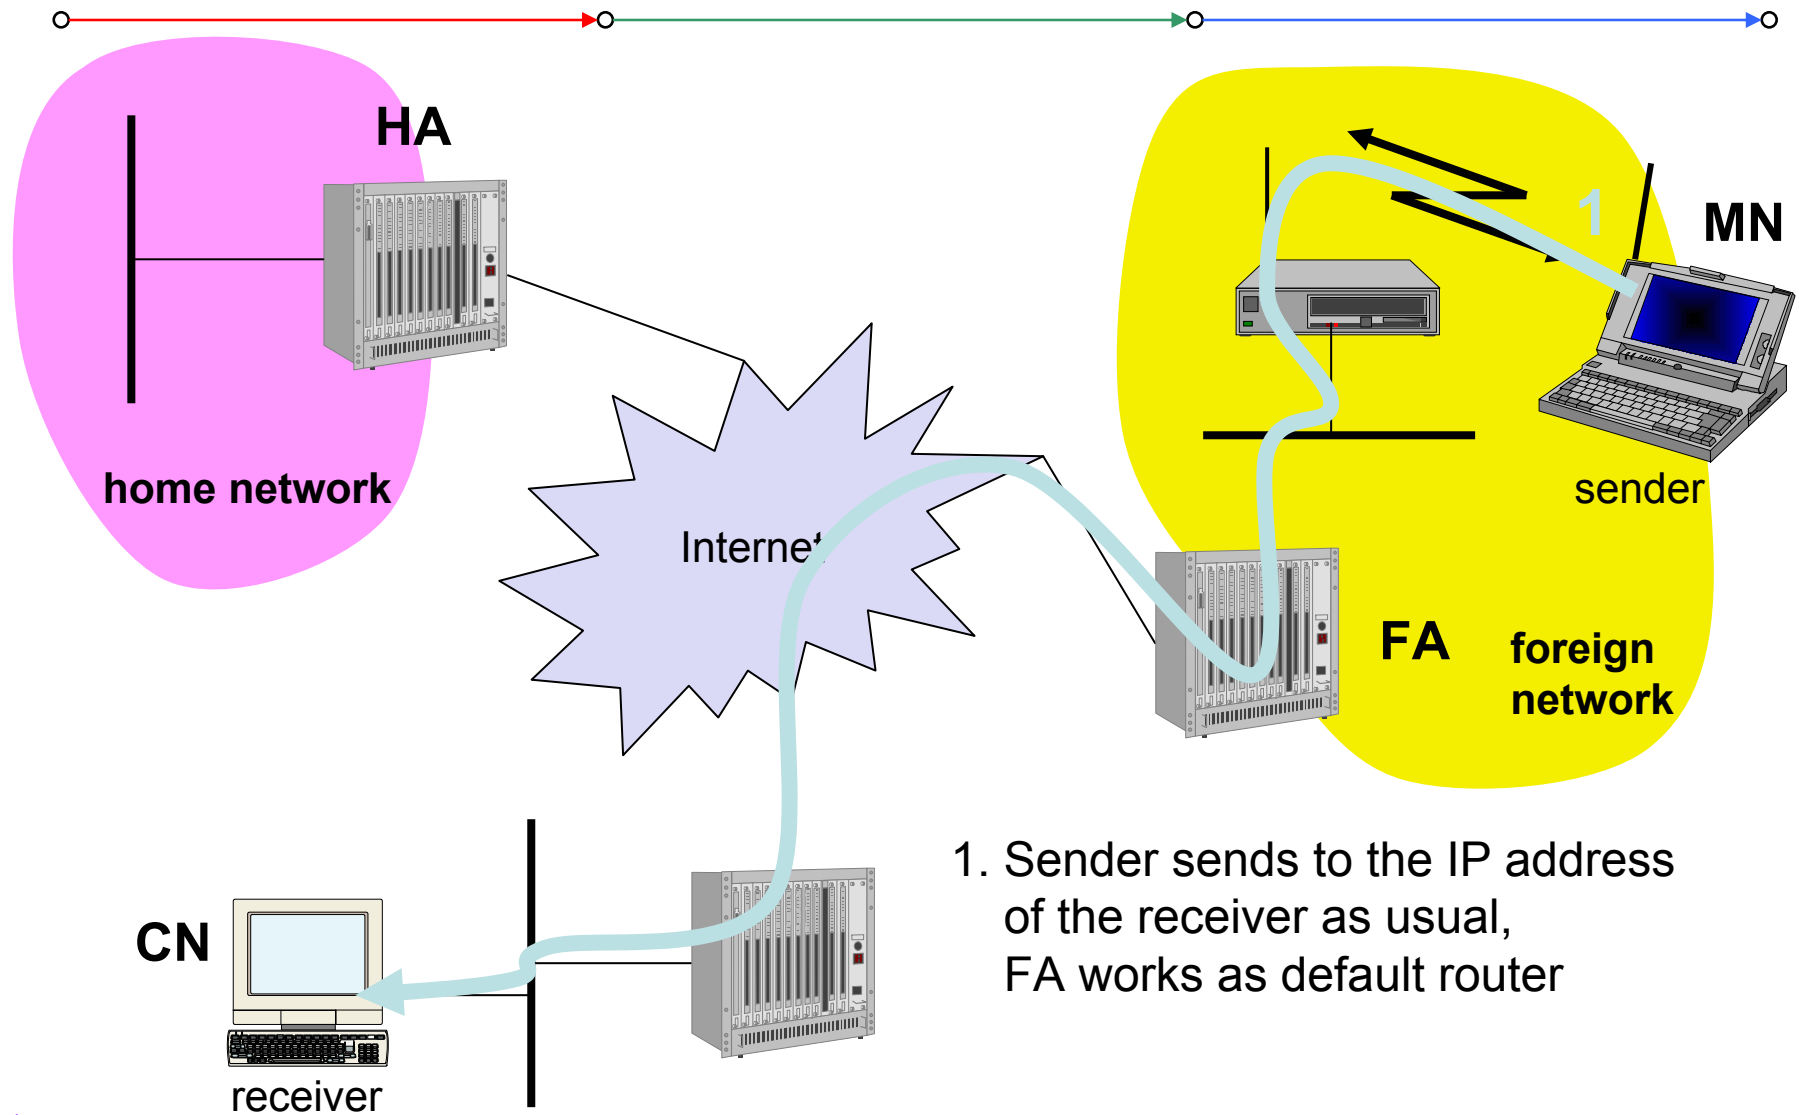 HA
1
MN
home network
sender
Internet
FA
foreign
network
1. Sender sends to the IP address
of the receiver as usual,
FA works as default router
CN
receiver